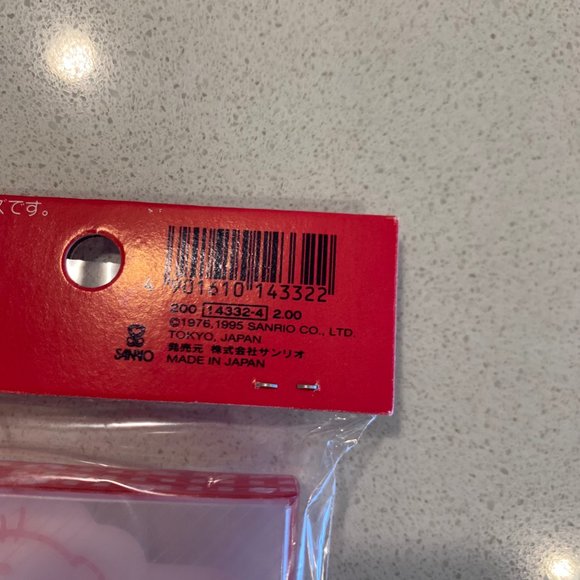 ズです。
4 901610 143322
200 14332-4 2.00
©1976,1995 SANRIO CO., LTD.
TOKYO, JAPAN
発売元 株式会社サンリオ
MADE IN JAPAN
SANRIO